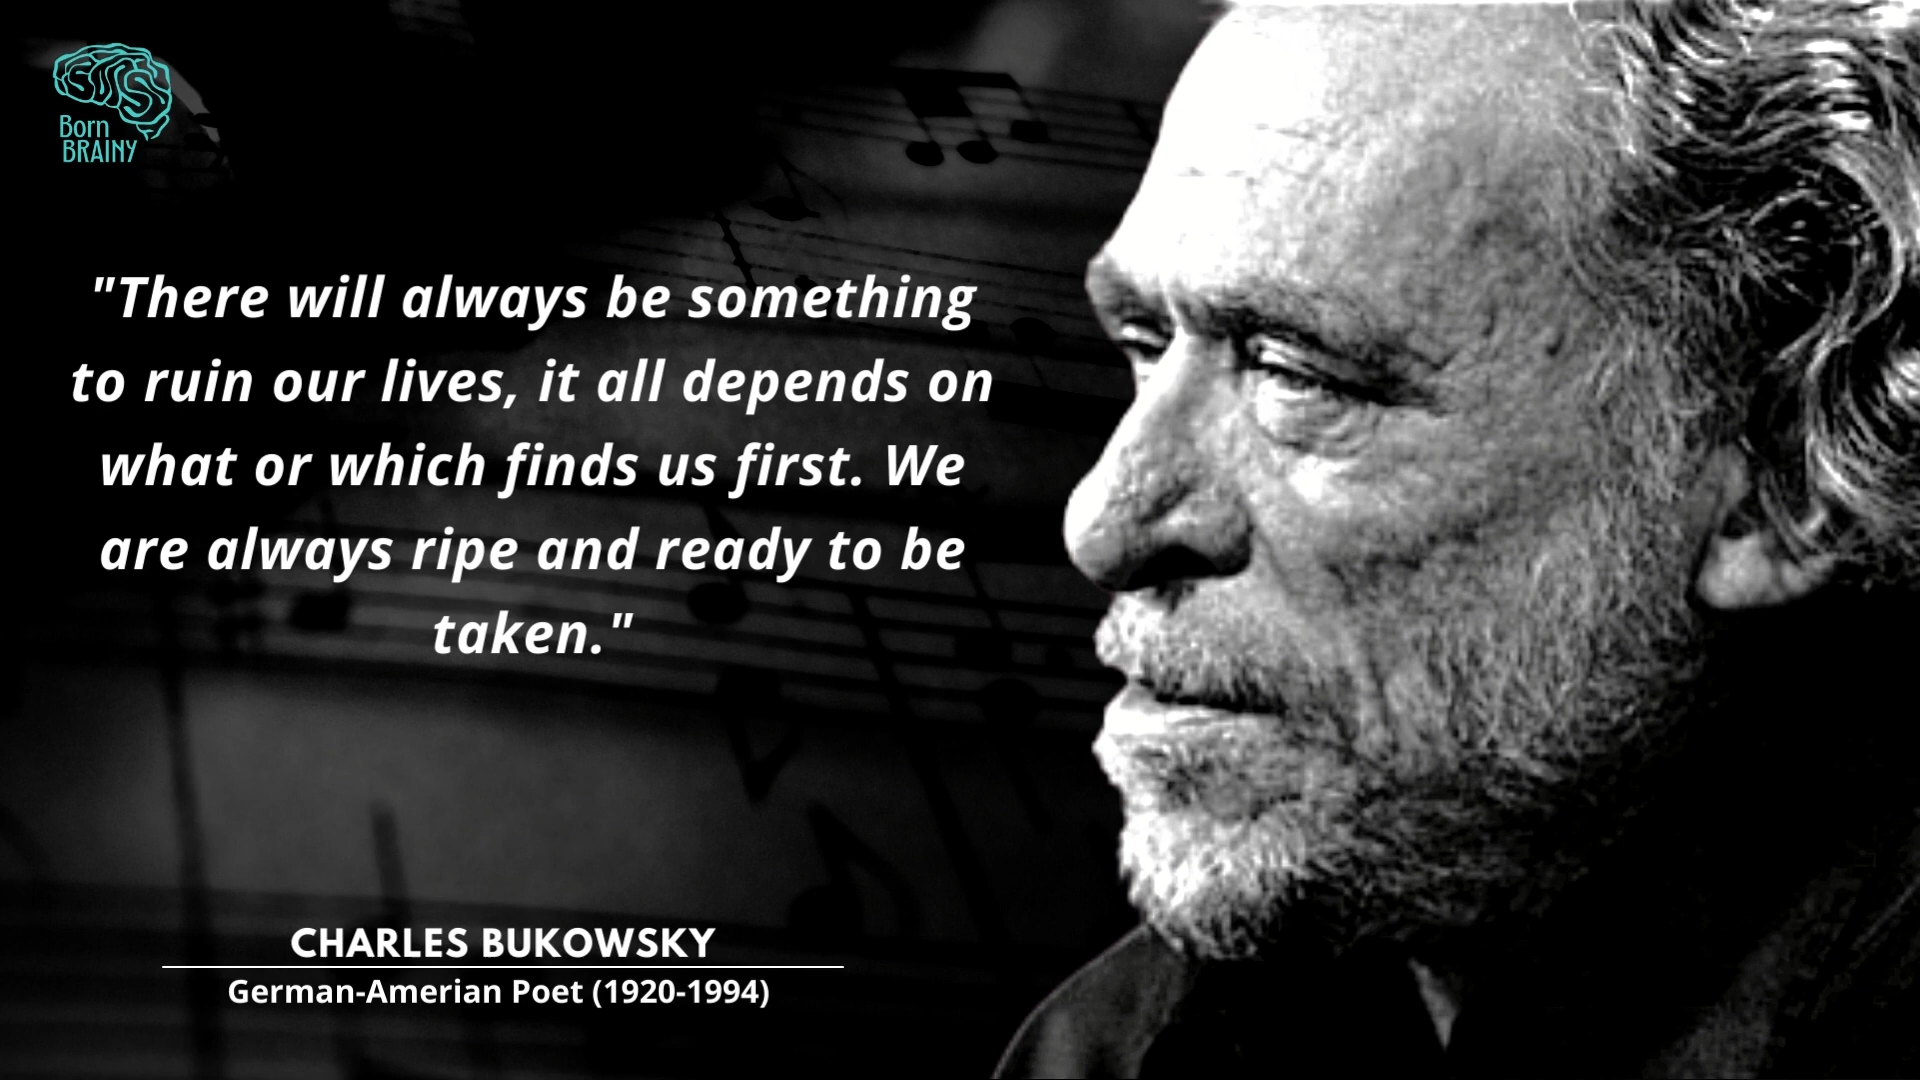 Born
BRAINY
"There will always be something
to ruin our lives, it all depends on
what or which finds us first. We
are always ripe and ready to be
taken."
CHARLES BUKOWSKY
German-Amerian Poet (1920-1994)